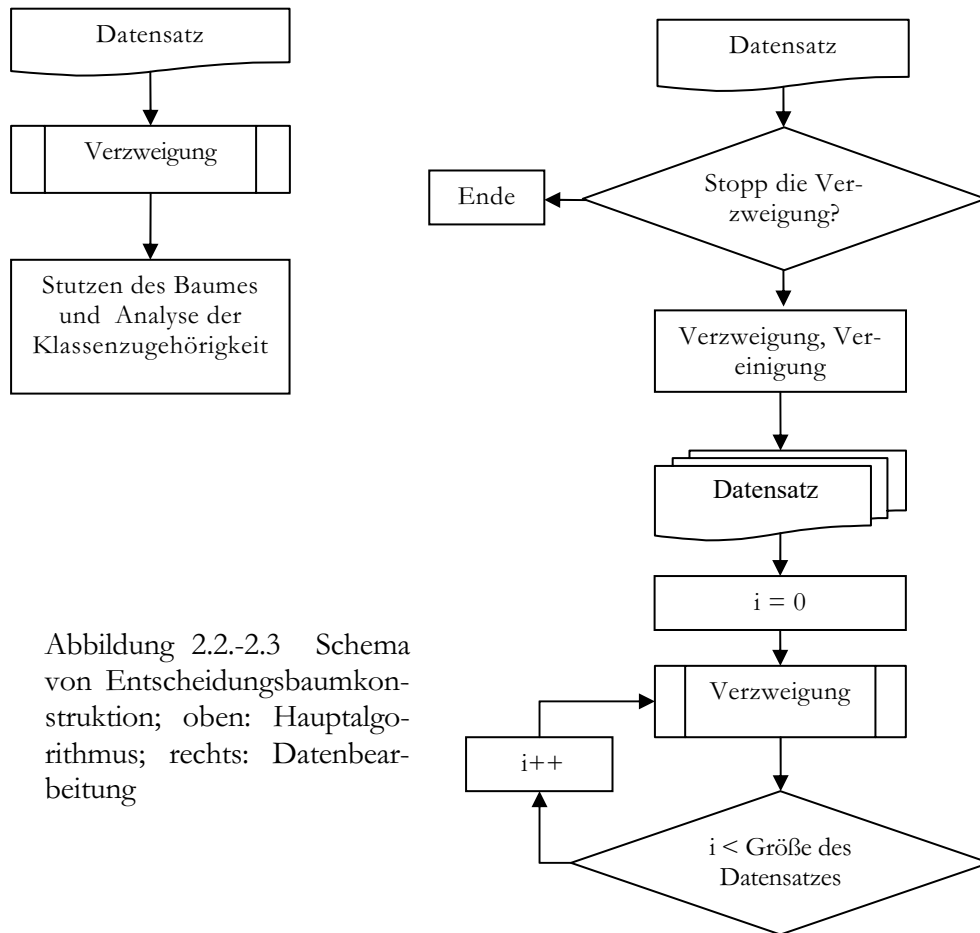 Datensatz
Verzweigung
Stutzen des Baumes
und Analyse der
Klassenzugehörigkeit
Abbildung 2.2.-2.3 Schema
von Entscheidungsbaumkon-
struktion; oben: Hauptalgo-
rithmus; rechts: Datenbear-
beitung
Datensatz
Stopp die Ver-
zweigung?
Ende
Verzweigung, Ver-
einigung
Datensatz
i = 0
Verzweigung
i++
i < Größe des
Datensatzes